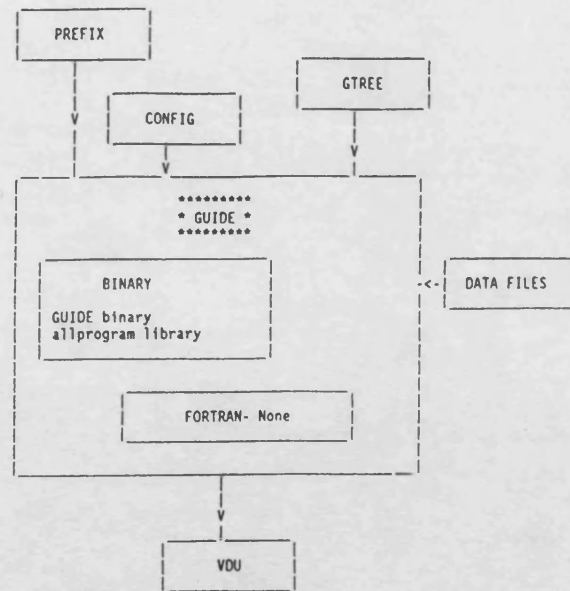 PREFIX
GTREE
CONFIG
*********
* GUIDE *
*********
BINARY
DATA FILES
GUIDE binary
allprogram library
FORTRAN- None
VDU